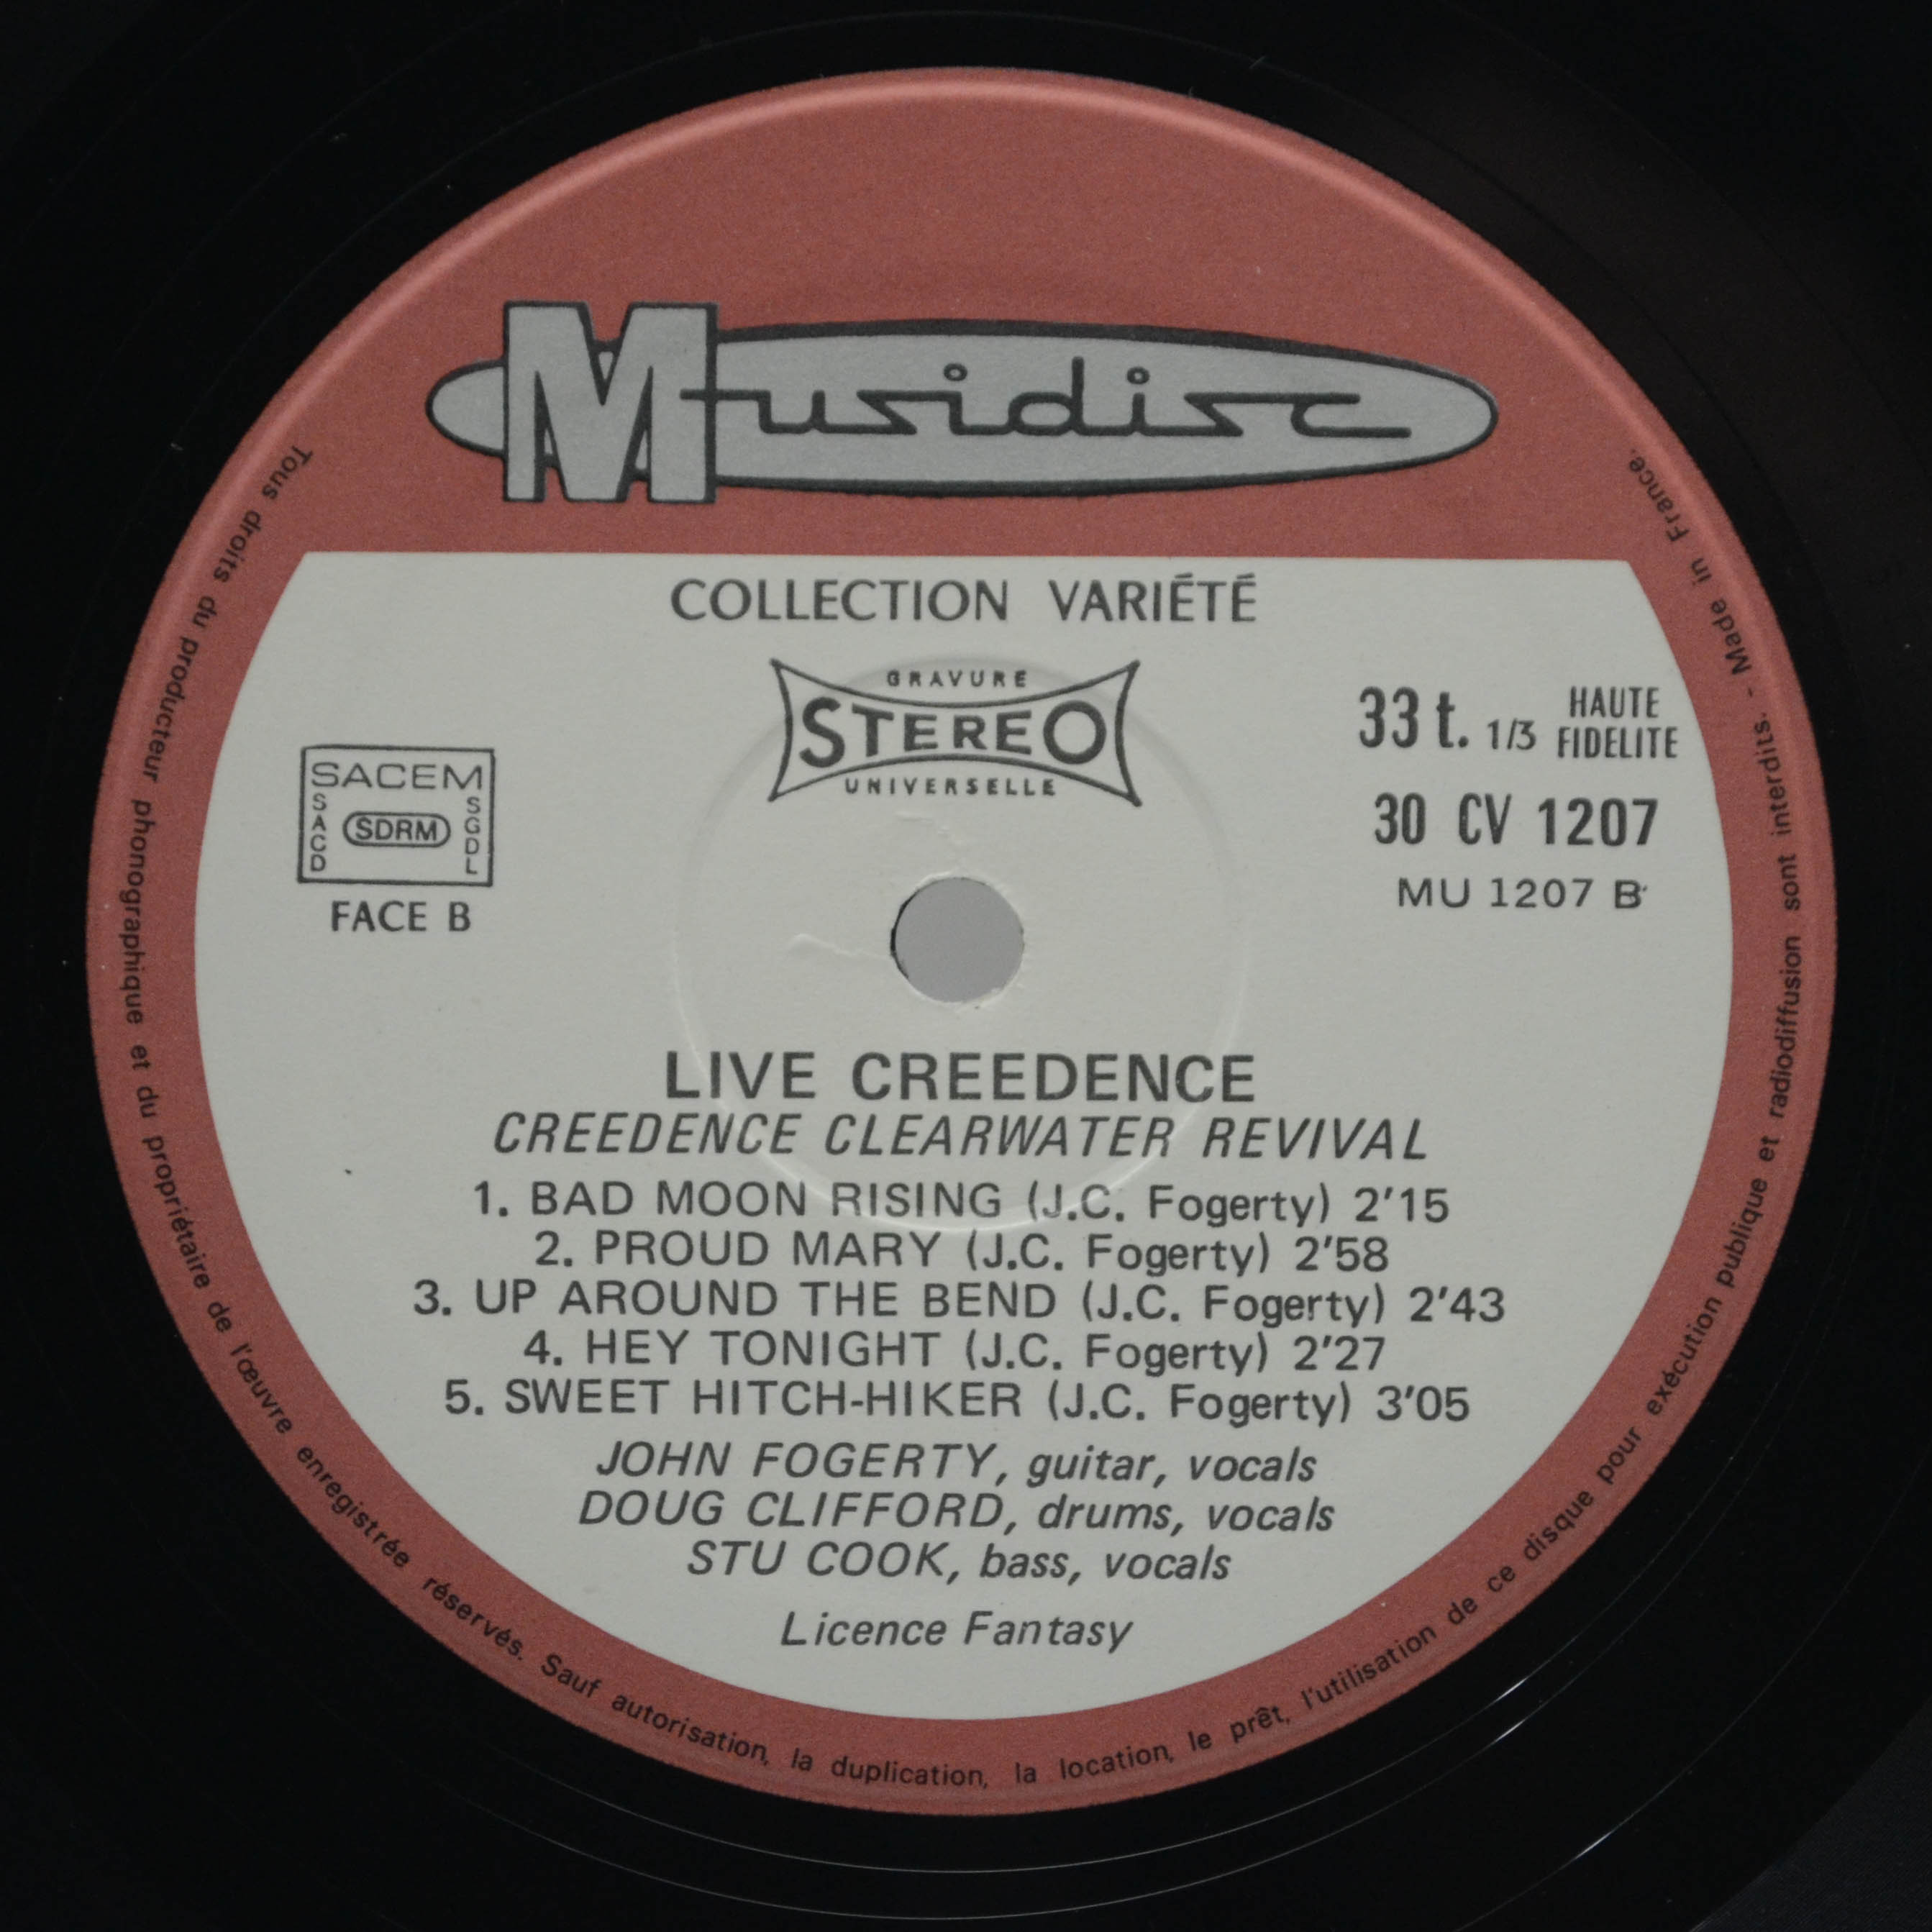 Musidisc
COLLECTION VARIÉTÉ
GRAVURE
STEREO
UNIVERSELLE
33 t. 1/3 HAUTE FIDELITE
30 CV 1207
MU 1207 B
SACEM
SACD
SDRM
SGDL
FACE B
LIVE CREEDENCE
CREEDENCE CLEARWATER REVIVAL
1. BAD MOON RISING (J.C. Fogerty) 2'15
2. PROUD MARY (J.C. Fogerty) 2'58
3. UP AROUND THE BEND (J.C. Fogerty) 2'43
4. HEY TONIGHT (J.C. Fogerty) 2'27
5. SWEET HITCH-HIKER (J.C. Fogerty) 3'05
JOHN FOGERTY, guitar, vocals
DOUG CLIFFORD, drums, vocals
STU COOK, bass, vocals
Licence Fantasy
Tous droits du producteur phonographique et du propriétaire de l'œuvre enregistrée réservés. Sauf autorisation, la duplication, la location, le prêt, l'utilisation de ce disque pour exécution publique et radiodiffusion sont interdits. - Made in France.